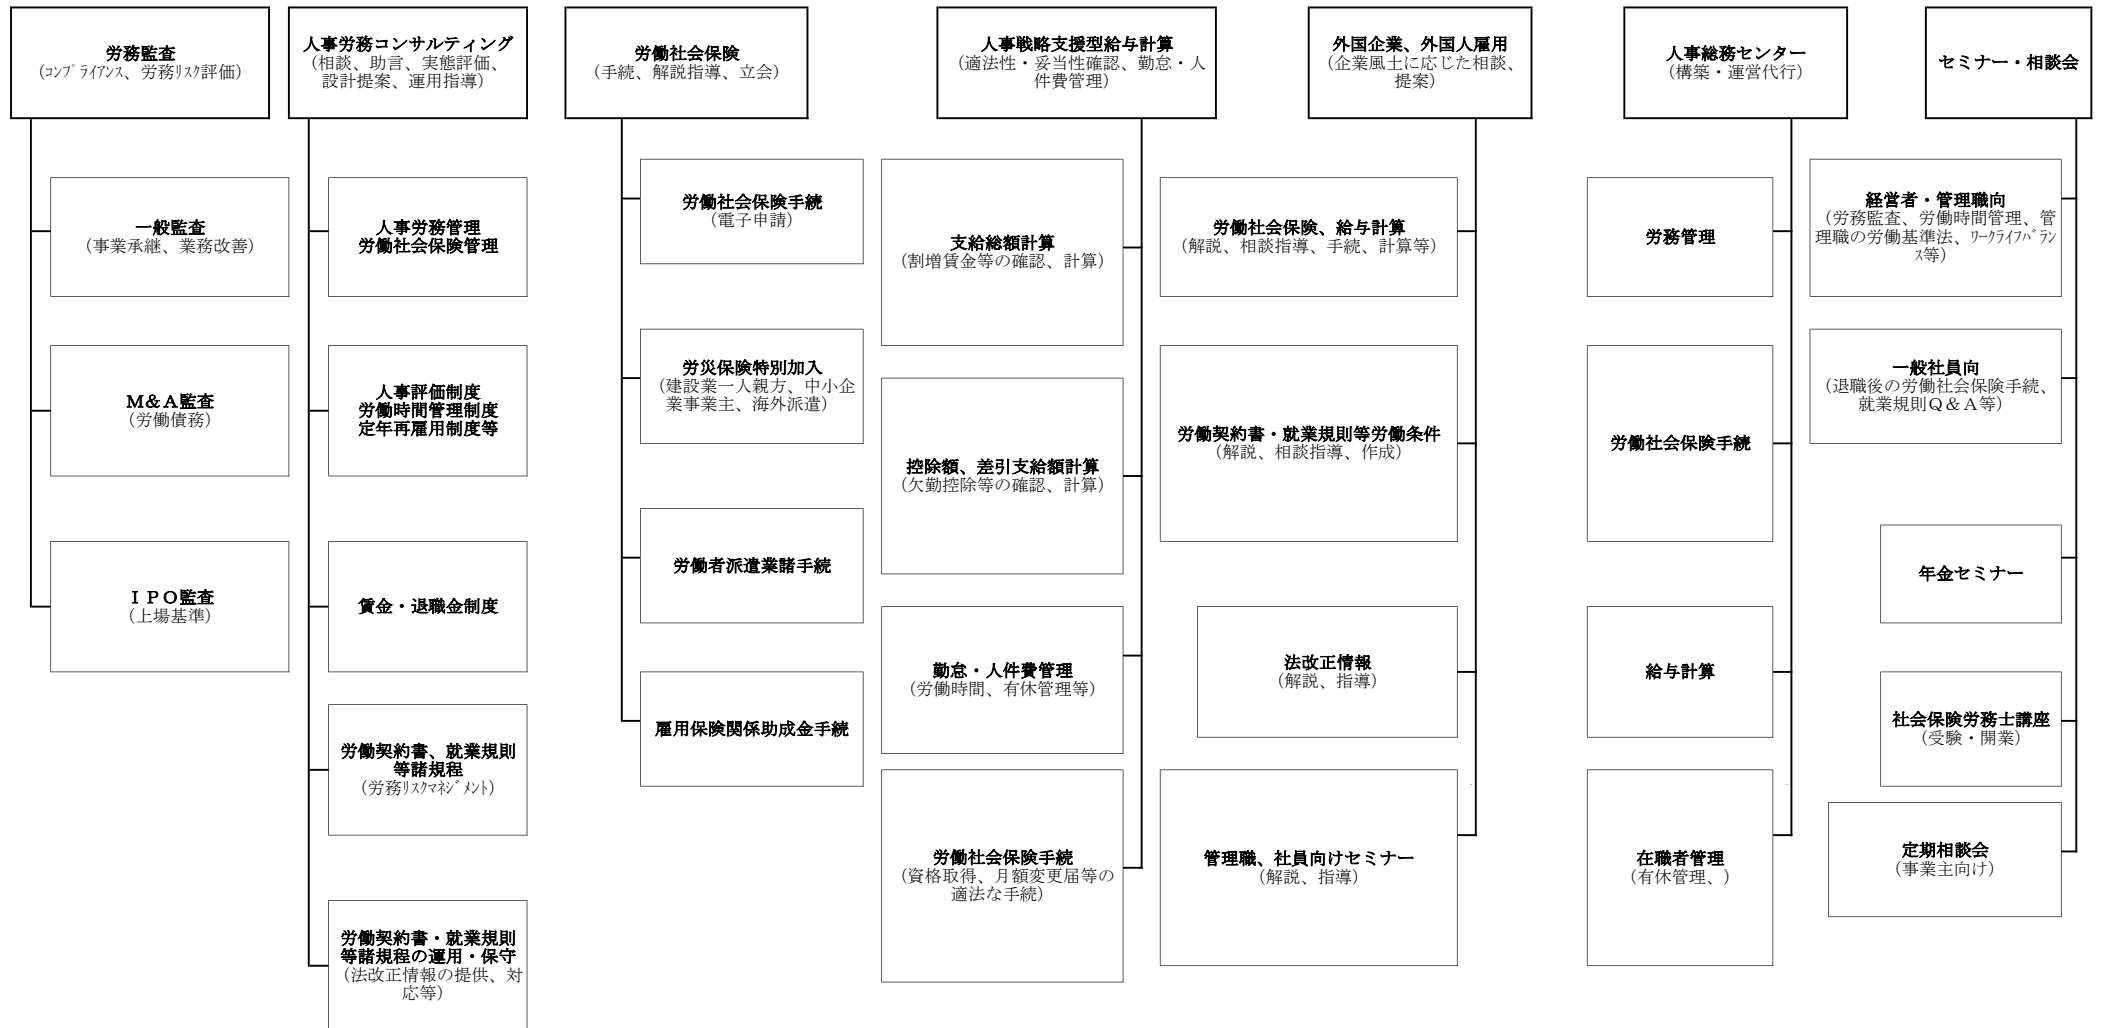 労務監査
（ｺﾝﾌﾟﾗｲｱﾝｽ、労務ﾘｽｸ評価）
一般監査
（事業承継、業務改善）
Ｍ＆Ａ監査
（労働債務）
ＩＰＯ監査
（上場基準）
人事労務コンサルティング
（相談、助言、実態評価、
設計提案、運用指導）
人事労務管理
労働社会保険管理
人事評価制度
労働時間管理制度
定年再雇用制度等
賃金・退職金制度
労働契約書、就業規則
等諸規程
（労務ﾘｽｸﾏﾈｼﾞﾒﾝﾄ）
労働契約書・就業規則
等諸規程の運用・保守
（法改正情報の提供、対
応等）
労働社会保険
（手続、解説指導、立会）
労働社会保険手続
（電子申請）
労災保険特別加入
（建設業一人親方、中小企
業事業主、海外派遣）
労働者派遣業諸手続
雇用保険関係助成金手続
人事戦略支援型給与計算
（適法性・妥当性確認、勤怠・人
件費管理）
支給総額計算
（割増賃金等の確認、計算）
控除額、差引支給額計算
（欠勤控除等の確認、計算）
勤怠・人件費管理
（労働時間、有休管理等）
労働社会保険手続
（資格取得、月額変更届等の
適法な手続）
外国企業、外国人雇用
（企業風土に応じた相談、
提案）
労働社会保険、給与計算
（解説、相談指導、手続、計算等）
労働契約書・就業規則等労働条件
（解説、相談指導、作成）
法改正情報
（解説、指導）
管理職、社員向けセミナー
（解説、指導）
人事総務センター
（構築・運営代行）
労務管理
労働社会保険手続
給与計算
在職者管理
（有休管理、）
セミナー・相談会
経営者・管理職向
（労務監査、労働時間管理、管
理職の労働基準法、ﾜｰｸﾗｲﾌﾊﾞﾗﾝ
ｽ等）
一般社員向
（退職後の労働社会保険手続、
就業規則Ｑ＆Ａ等）
年金セミナー
社会保険労務士講座
（受験・開業）
定期相談会
（事業主向け）